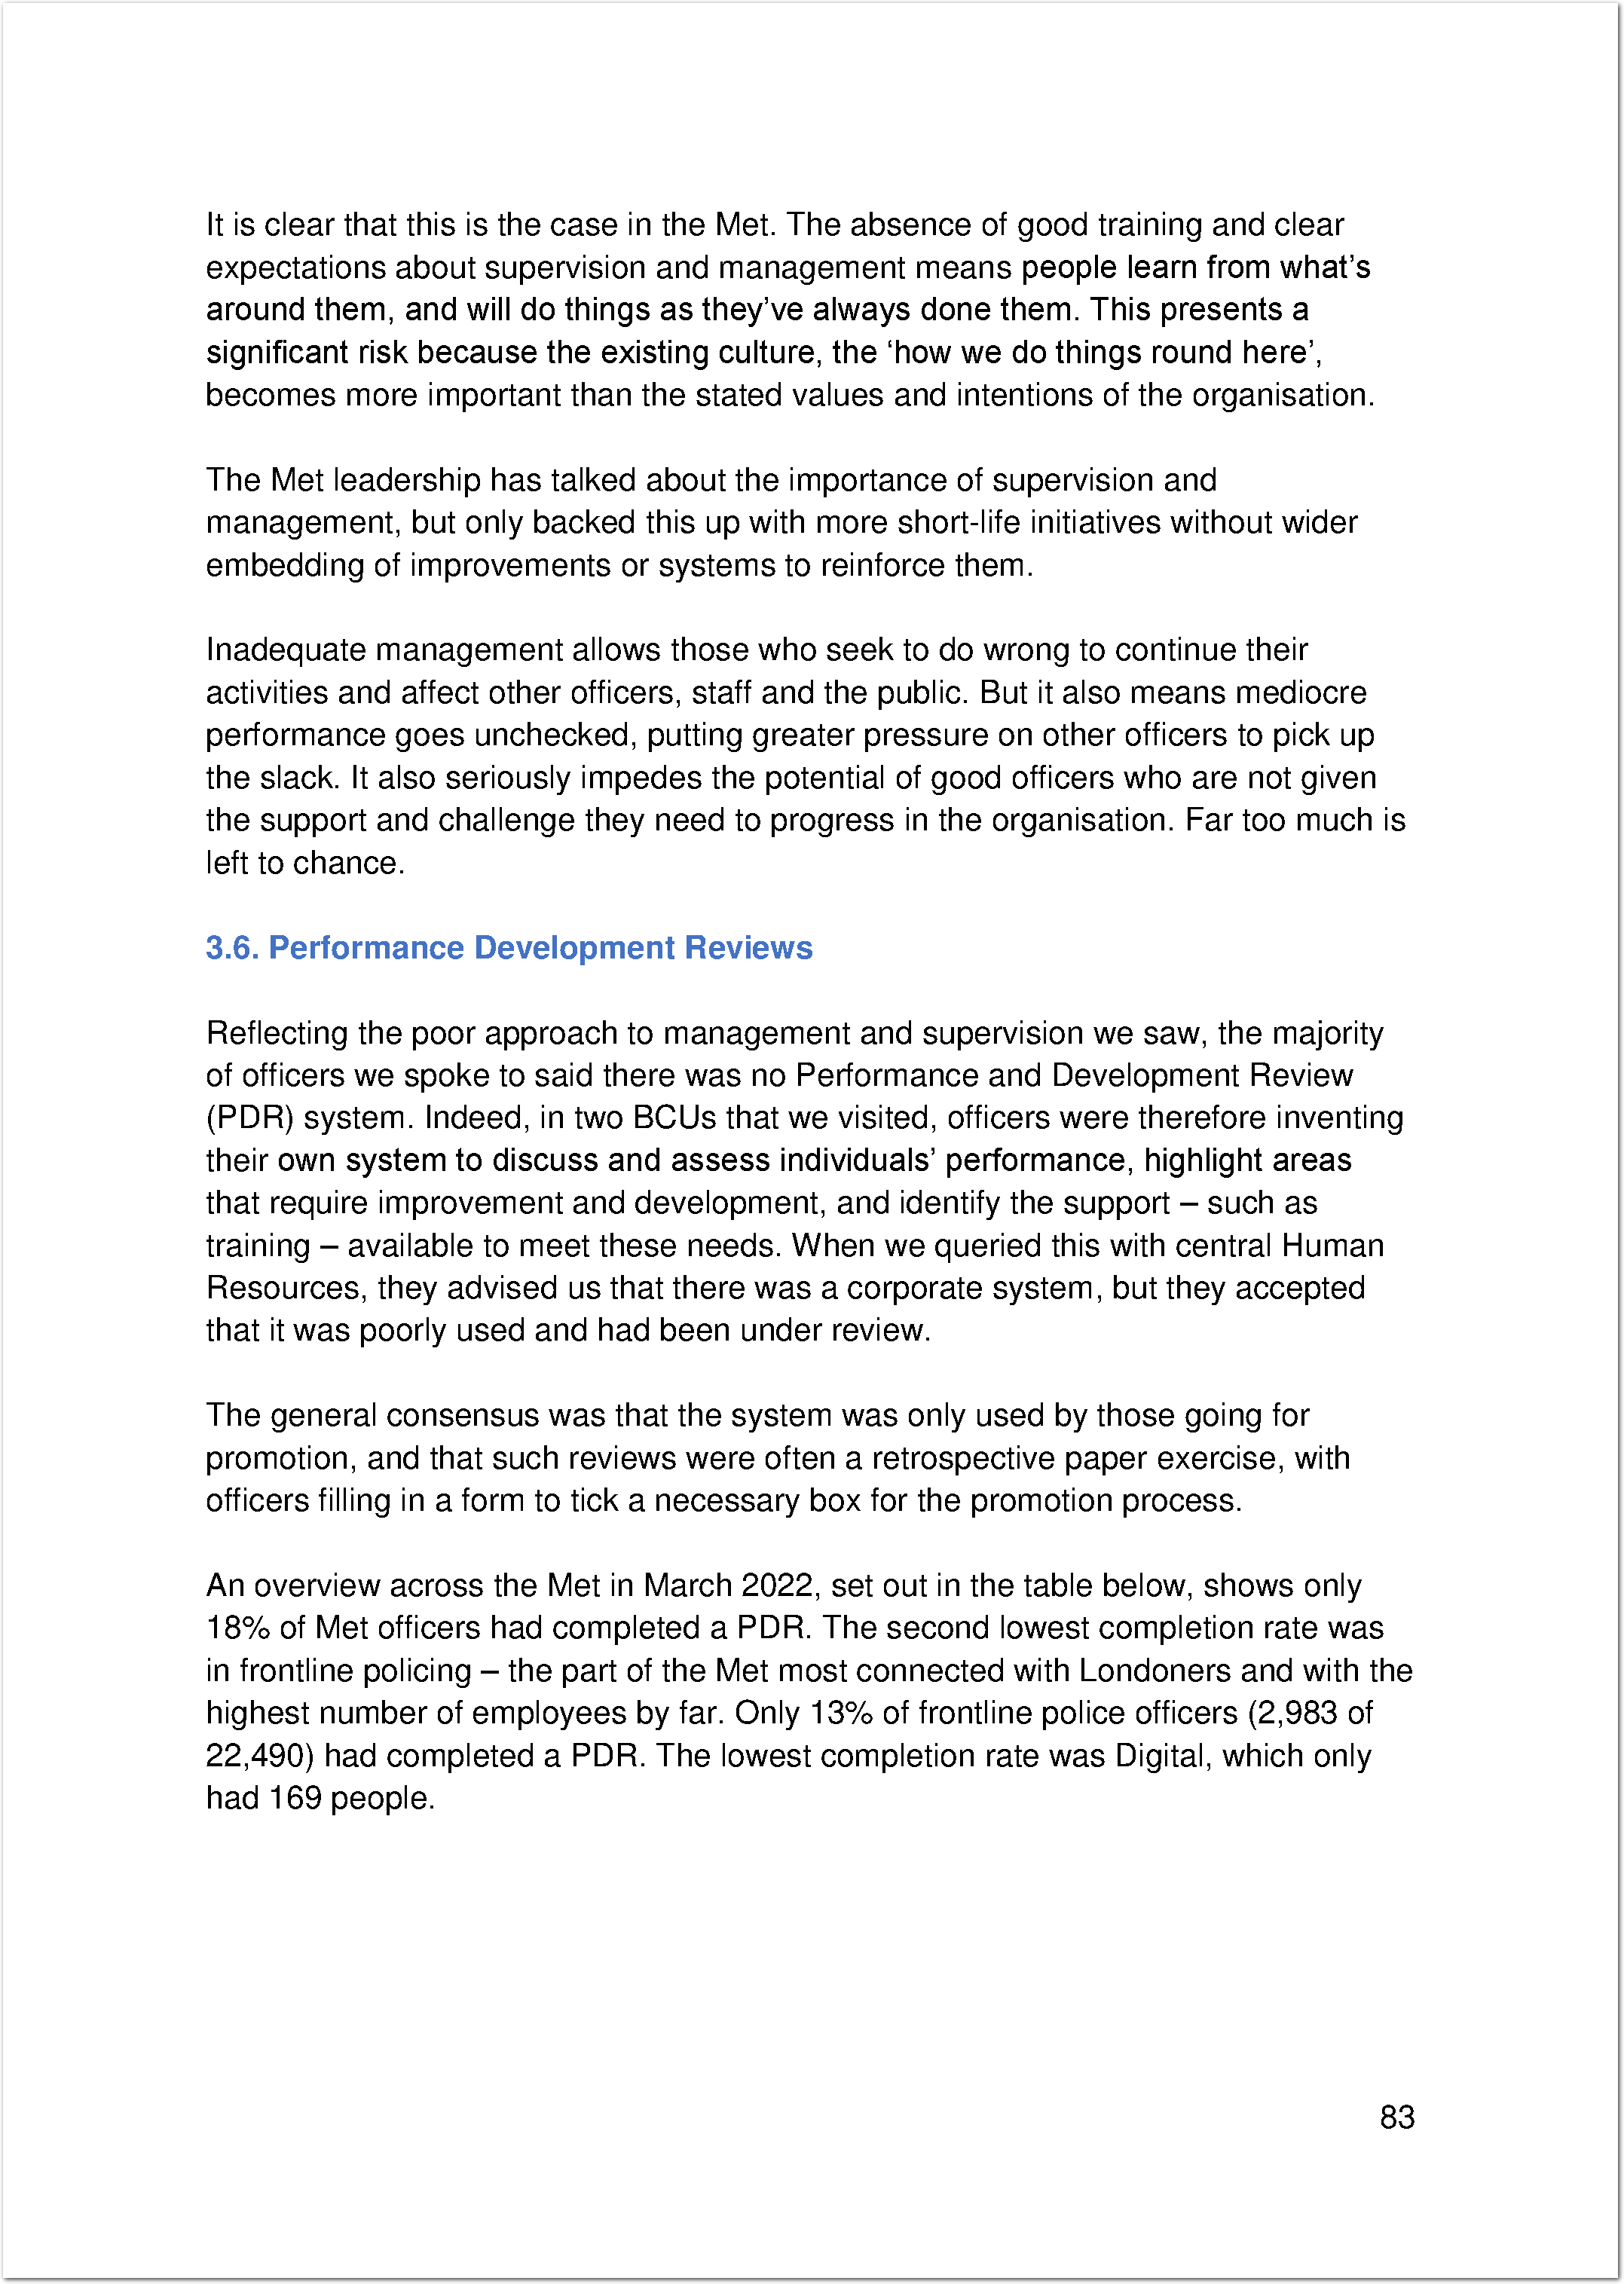 It is clear that this is the case in the Met. The absence of good training and clear
expectations about supervision and management means people learn from what’s
around them, and will do things as they’ve always done them. This presents a
significant risk because the existing culture, the ‘how we do things round here’,
becomes more important than the stated values and intentions of the organisation.
The Met leadership has talked about the importance of supervision and
management, but only backed this up with more short-life initiatives without wider
embedding of improvements or systems to reinforce them.
Inadequate management allows those who seek to do wrong to continue their
activities and affect other officers, staff and the public. But it also means mediocre
performance goes unchecked, putting greater pressure on other officers to pick up
the slack. It also seriously impedes the potential of good officers who are not given
the support and challenge they need to progress in the organisation. Far too much is
left to chance.
3.6. Performance Development Reviews
Reflecting the poor approach to management and supervision we saw, the majority
of officers we spoke to said there was no Performance and Development Review
(PDR) system. Indeed, in two BCUs that we visited, officers were therefore inventing
their own system to discuss and assess individuals’ performance, highlight areas
that require improvement and development, and identify the support – such as
training – available to meet these needs. When we queried this with central Human
Resources, they advised us that there was a corporate system, but they accepted
that it was poorly used and had been under review.
The general consensus was that the system was only used by those going for
promotion, and that such reviews were often a retrospective paper exercise, with
officers filling in a form to tick a necessary box for the promotion process.
An overview across the Met in March 2022, set out in the table below, shows only
18% of Met officers had completed a PDR. The second lowest completion rate was
in frontline policing – the part of the Met most connected with Londoners and with the
highest number of employees by far. Only 13% of frontline police officers (2,983 of
22,490) had completed a PDR. The lowest completion rate was Digital, which only
had 169 people.
83